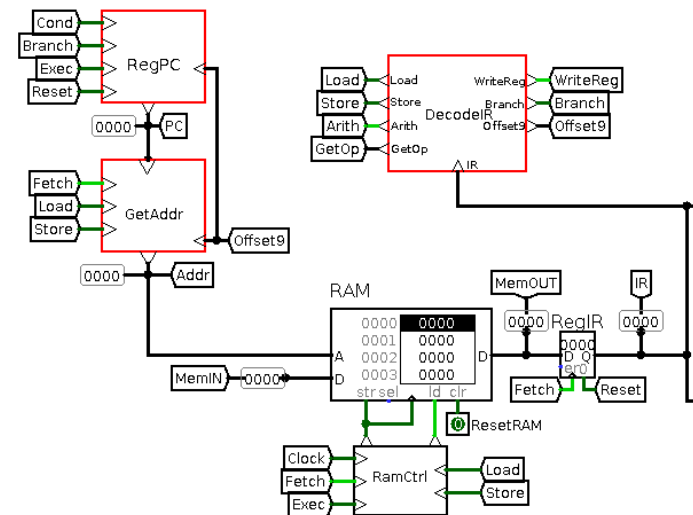 Cond
Branch
Exec
Reset
RegPC
0000
PC
Fetch
Load
Store
GetAddr
Offset9
0000
Addr
Load
Store
Arith
GetOp
Load
Store
Arith
GetOp
DecodeIR
WriteReg
Branch
Offset9
IR
WriteReg
Branch
Offset9
RAM
0000 0000
0001 0000
0002 0000
0003 0000
A
D
D
str sel ld clr
MemIN
0000
MemOUT
0000
RegIR
0000
D Q
en 0
IR
0000
Fetch
Reset
0
ResetRAM
Clock
Fetch
Exec
RamCtrl
Load
Store